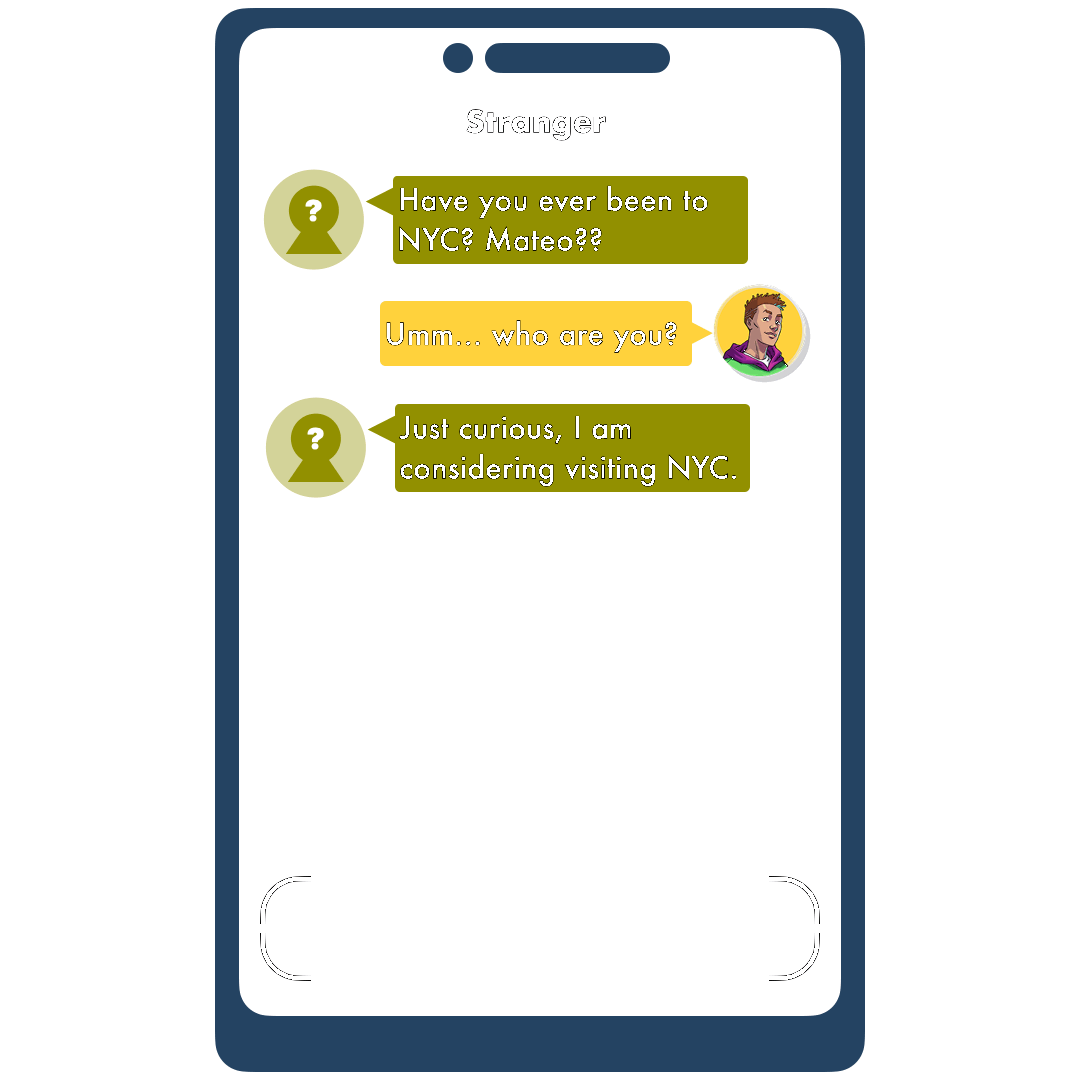 Stranger
?
Have you ever been to
NYC? Mateo??
Umm... who are you?
?
Just curious, I am
considering visiting NYC.